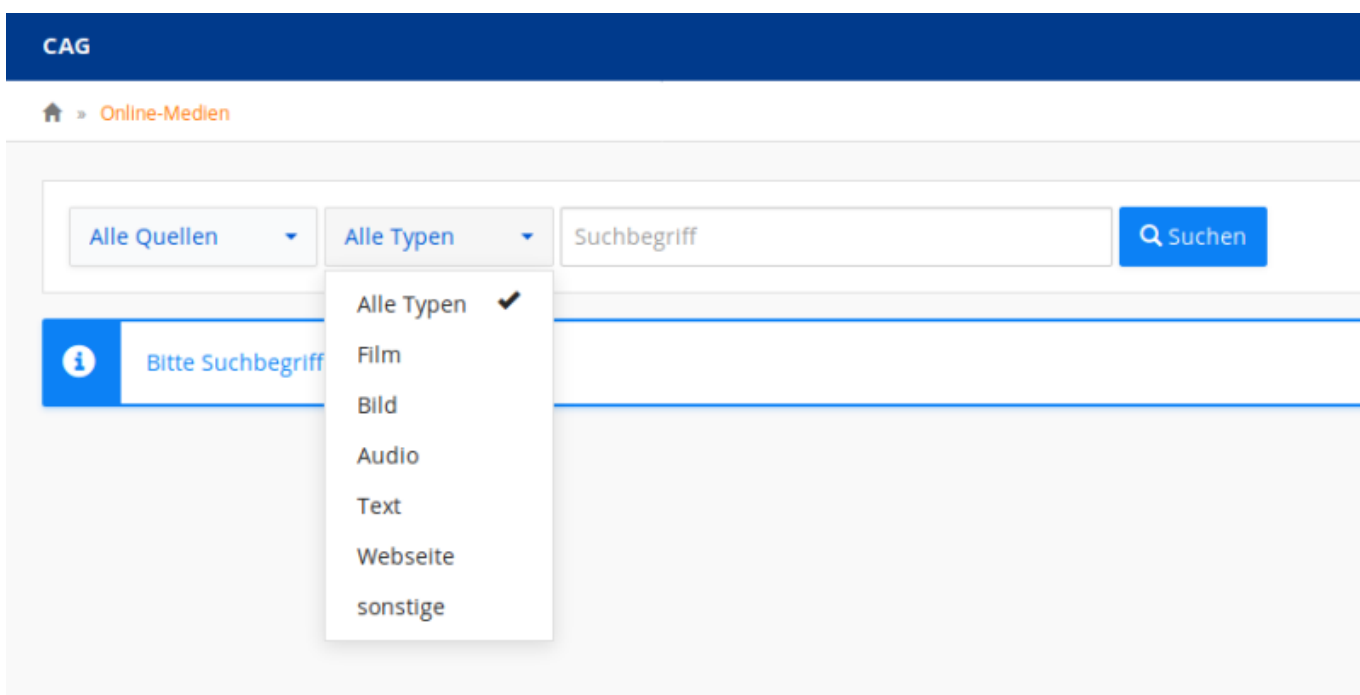 CAG
» Online-Medien
Alle Quellen Alle Typen Suchbegriff Suchen
Alle Typen
Bitte Suchbegriff
Film
Bild
Audio
Text
Webseite
sonstige